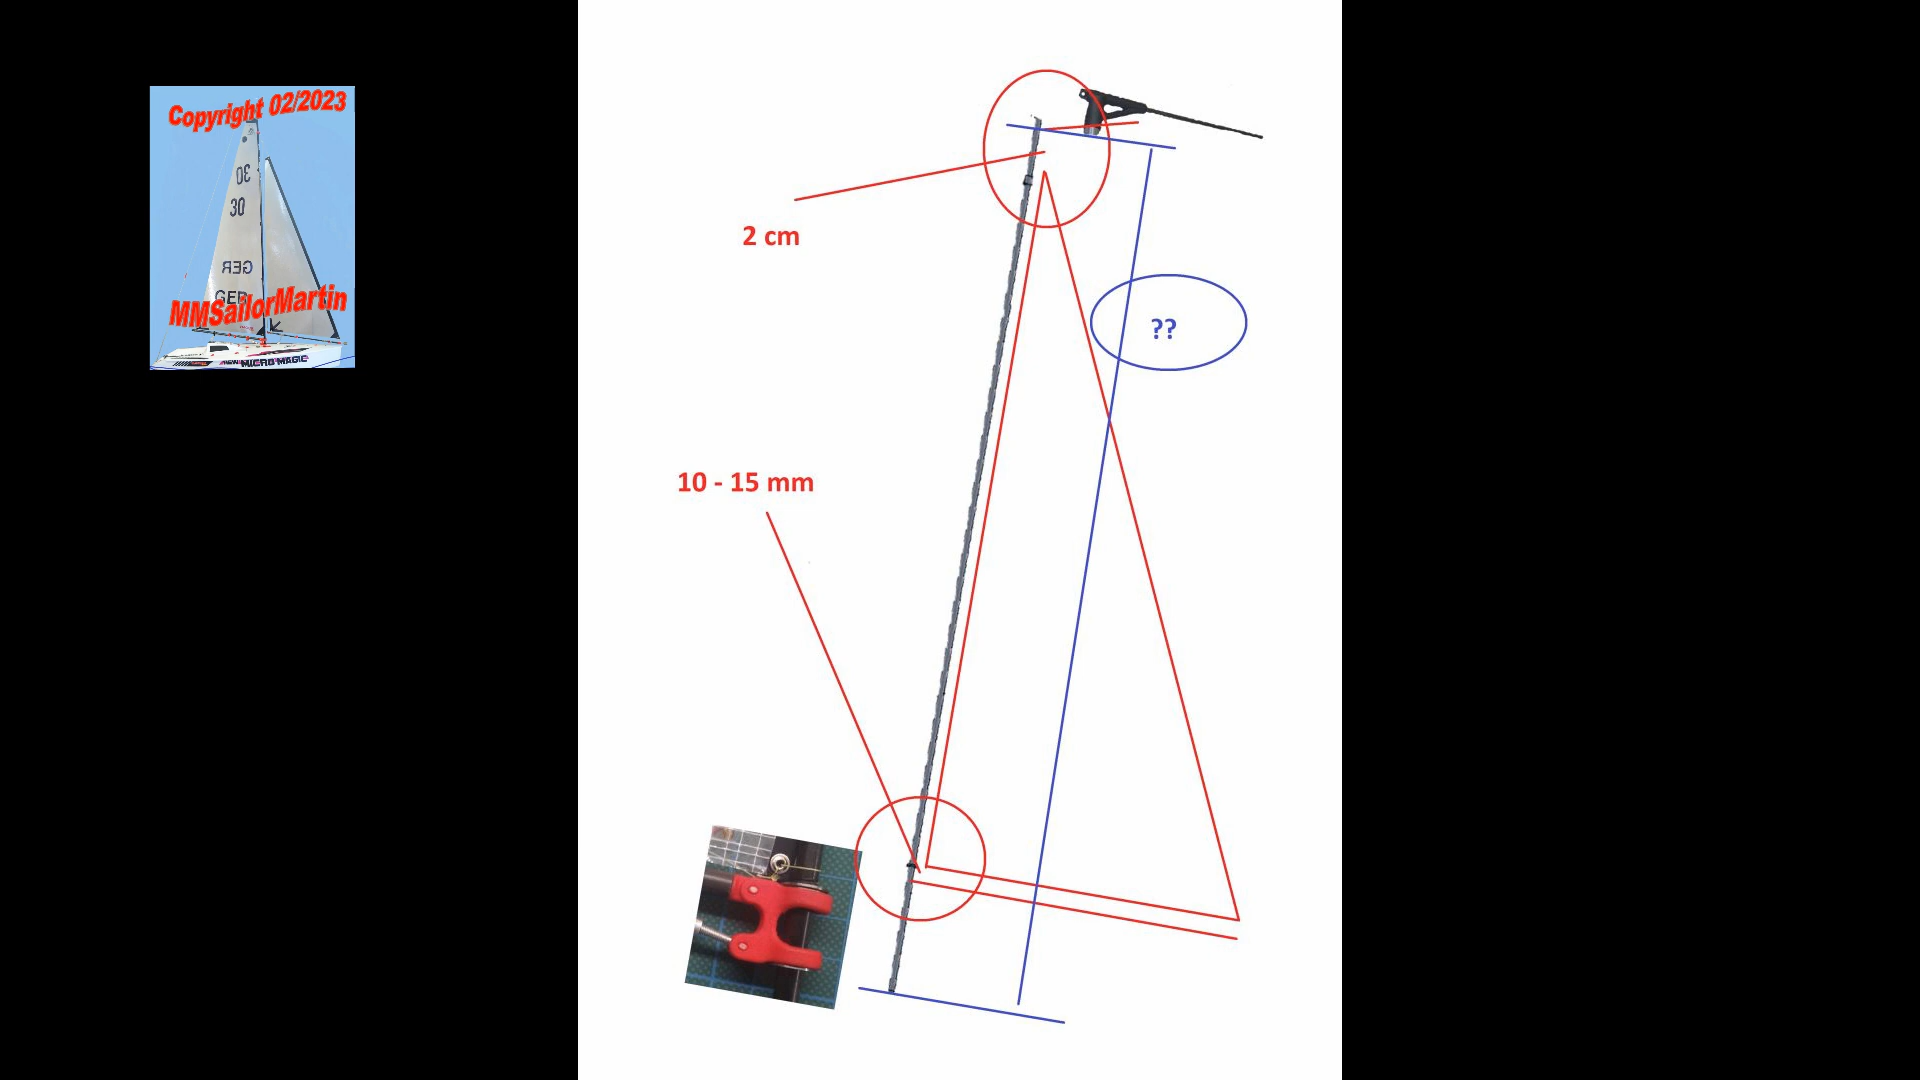 Copyright 02/2023
30
30
GER
GER
MMSailorMartin
MICRO MAGIC
2 cm
??
10 - 15 mm